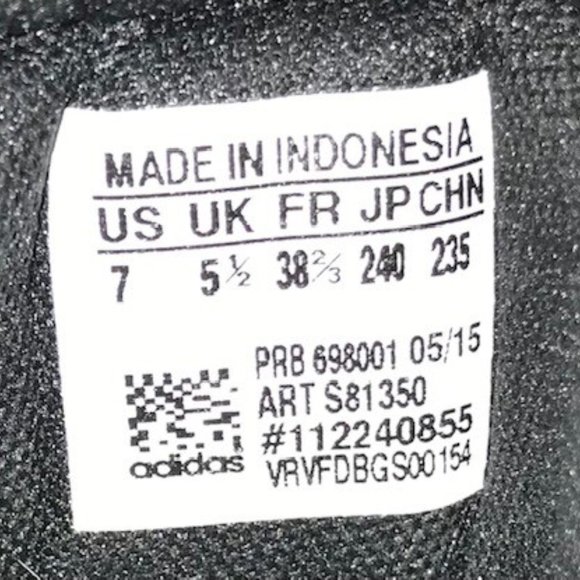 MADE IN INDONESIA
US UK FR JP CHN
7 5½ 38⅔ 240 235
PRB 698001 05/15
ART S81350
#112240855
adidas VRVFDBGS00154